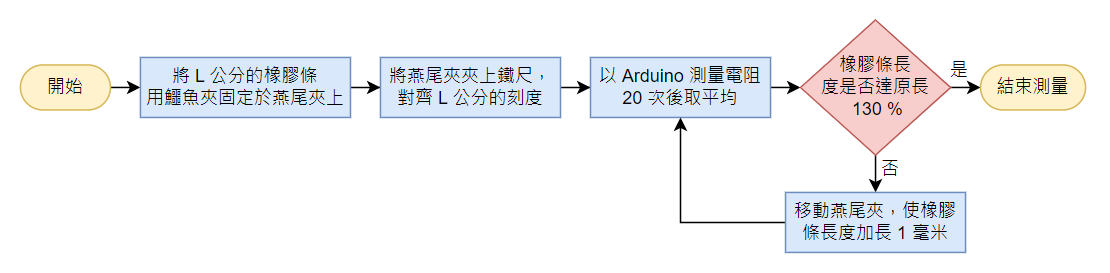 開始
將 L 公分的橡膠條
用鱷魚夾固定於燕尾夾上
將燕尾夾夾上鐵尺，
對齊 L 公分的刻度
以 Arduino 測量電阻
20 次後取平均
橡膠條長
度是否達原長
130 %
是
結束測量
否
移動燕尾夾，使橡膠
條長度加長 1 毫米